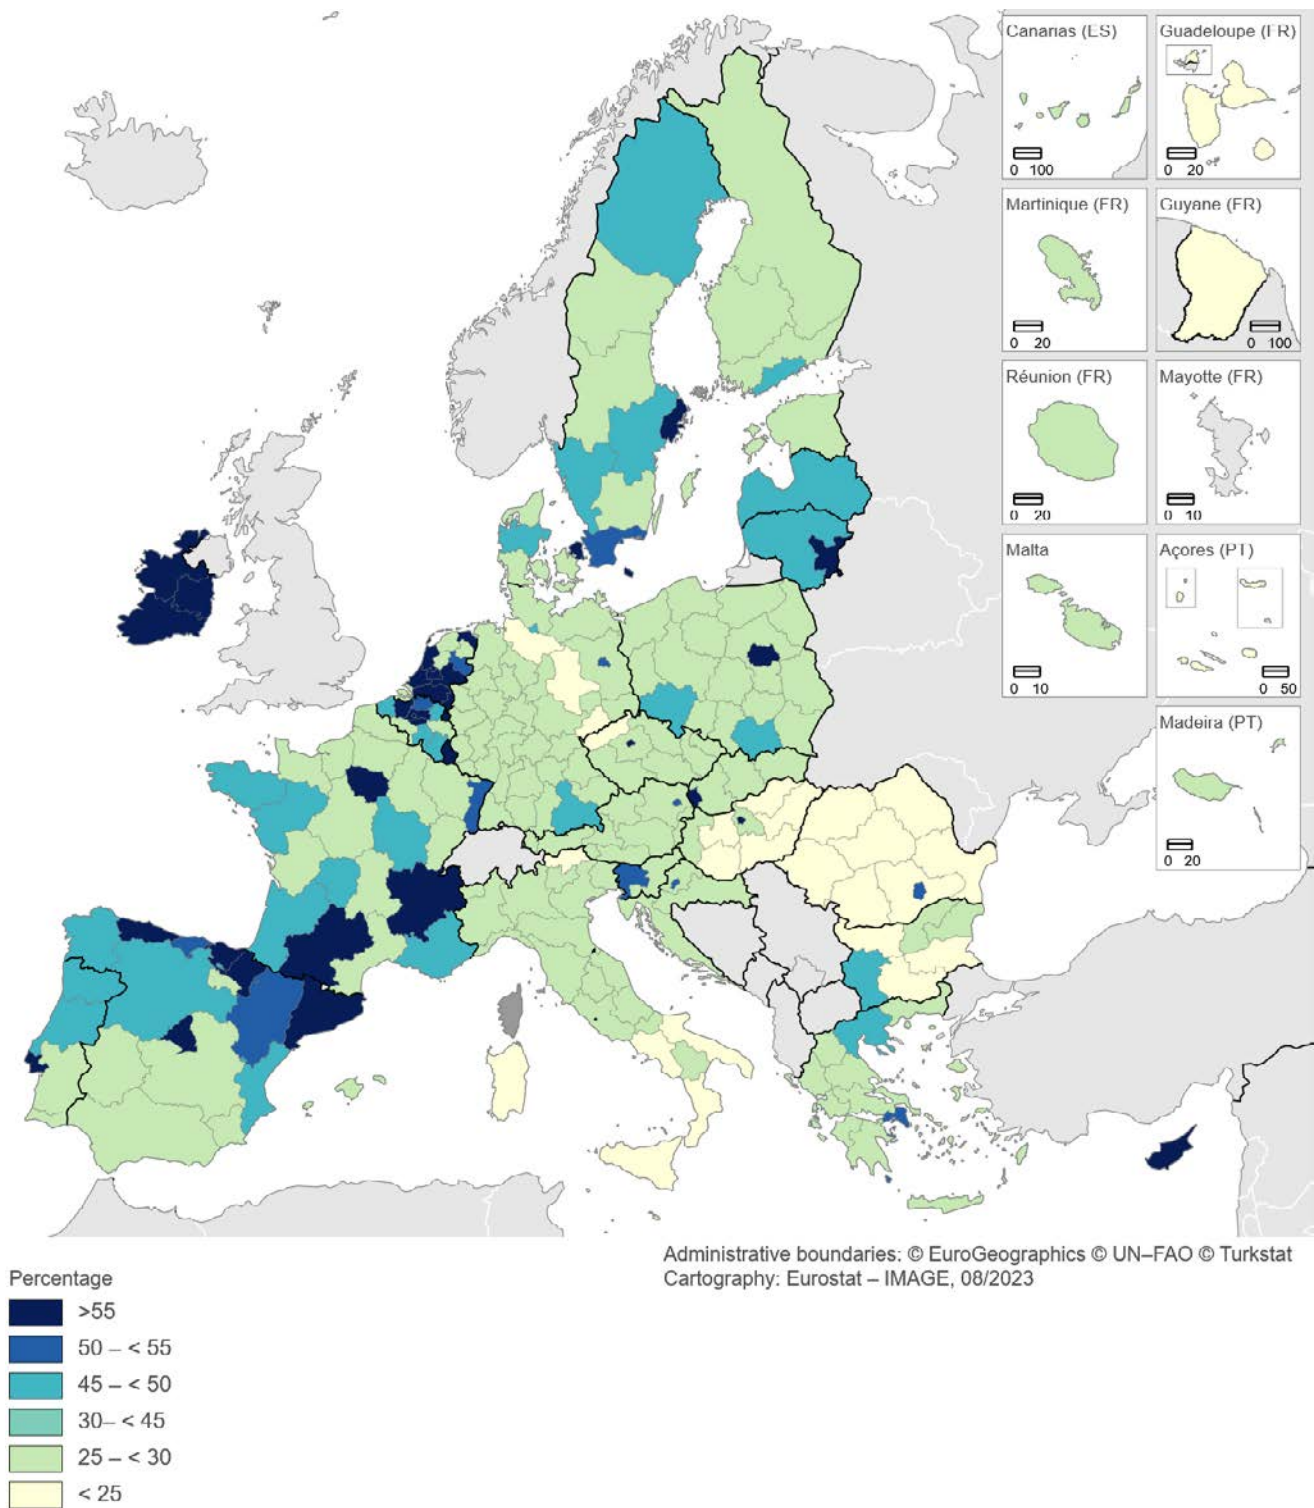 Canarias (ES)
0 100
Guadeloupe (FR)
0 20
Martinique (FR)
0 20
Guyane (FR)
0 100
Réunion (FR)
0 20
Mayotte (FR)
0 10
Malta
0 10
Açores (PT)
0 50
Madeira (PT)
0 20
Administrative boundaries: © EuroGeographics © UN–FAO © Turkstat
Cartography: Eurostat – IMAGE, 08/2023
Percentage
>55
50 – < 55
45 – < 50
30– < 45
25 – < 30
< 25